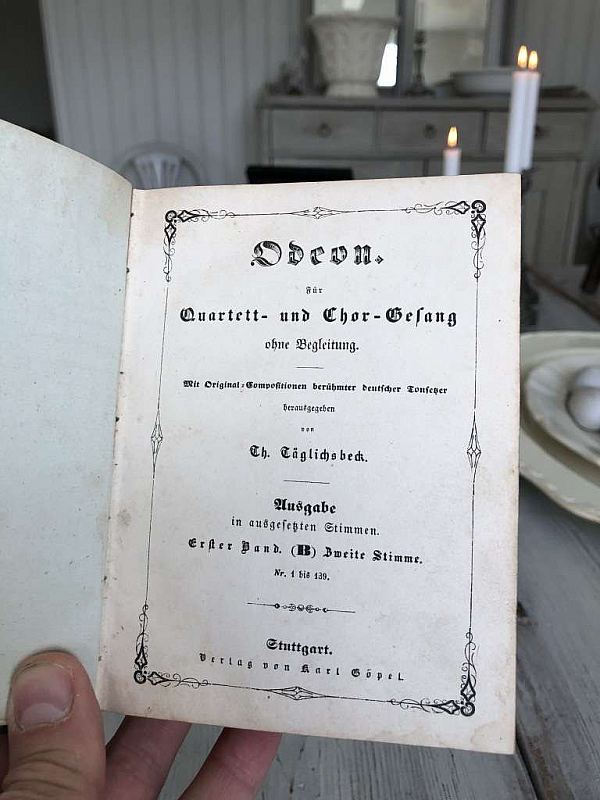 Odeon.
Für
Quartett- und Chor-Geſang
ohne Begleitung.
Mit Original-Compoſitionen berühmter deutſcher Tonſetzer
herausgegeben
von
Th. Täglichsbeck.
Ausgabe
in ausgeſetzten Stimmen.
Erſter Band. (B) Zweite Stimme.
Nr. 1 bis 139.
Stuttgart.
Verlag von Karl Göpel.